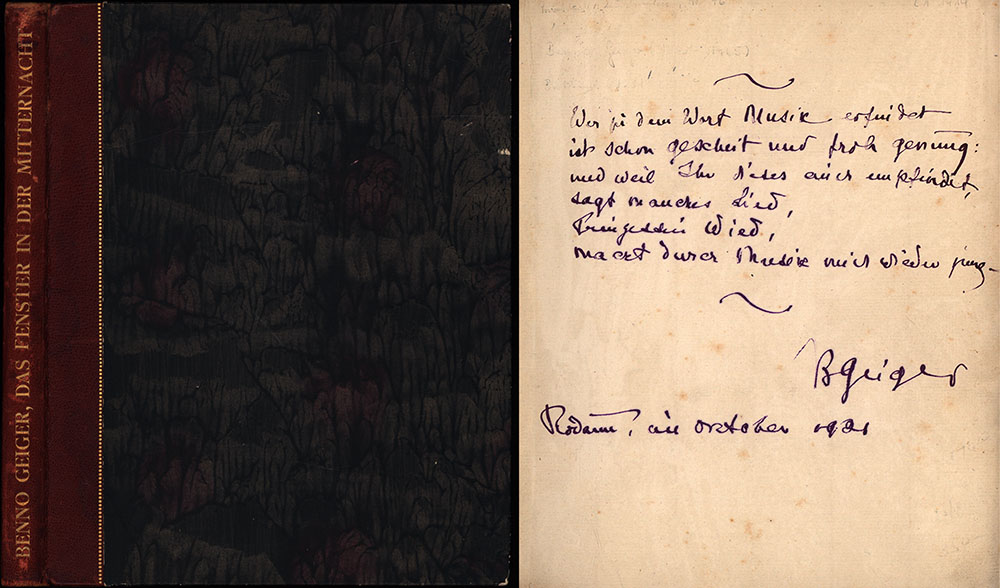 BENNO GEIGER, DAS FENSTER IN DER MITTERNACHT
Wer zu dem Wort Musik erfindet
ist schon gescheit und froh genung:
und weil Ihr dieses auch empfindet,
sagt manches Lied,
Prinzessin Wied,
macht durch Musik mich wieder jung –
BGeiger
Rodaun, im October 1921